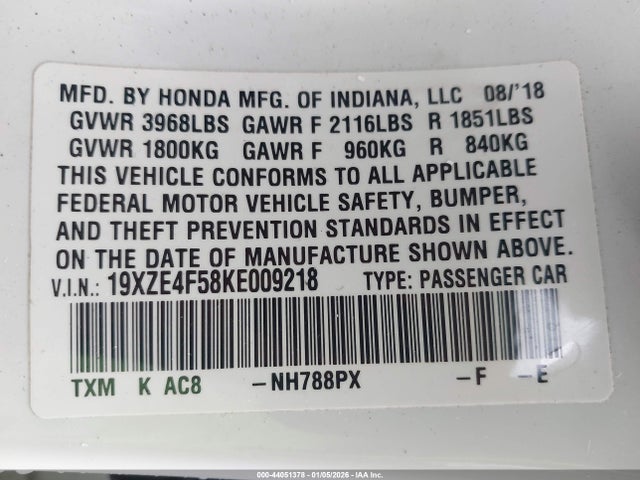 MFD. BY HONDA MFG. OF INDIANA, LLC 08/'18
GVWR 3968LBS GAWR F 2116LBS R 1851LBS
GVWR 1800KG GAWR F 960KG R 840KG
THIS VEHICLE CONFORMS TO ALL APPLICABLE
FEDERAL MOTOR VEHICLE SAFETY, BUMPER,
AND THEFT PREVENTION STANDARDS IN EFFECT
ON THE DATE OF MANUFACTURE SHOWN ABOVE.
V.I.N.: 19XZE4F58KE009218 TYPE: PASSENGER CAR
TXM K AC8 –NH788PX –F –E
000-44051378 - 01/05/2026 - IAA Inc.